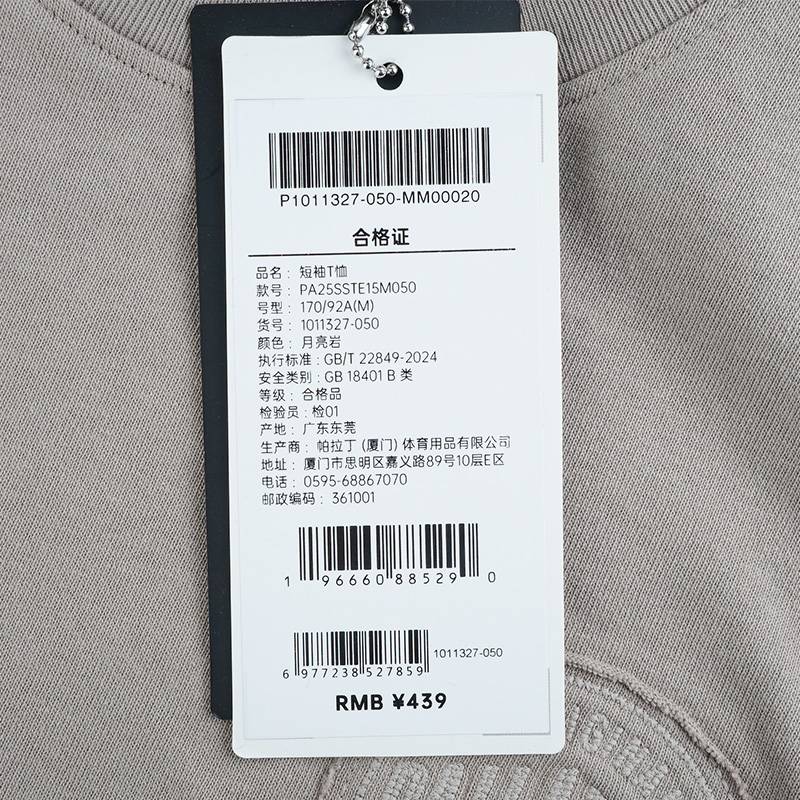 P1011327-050-MM00020
合格证
品名：短袖T恤
款号：PA25SSTE15M050
号型：170/92A(M)
货号：1011327-050
颜色：月亮岩
执行标准：GB/T 22849-2024
安全类别：GB 18401 B 类
等级：合格品
检验员：检01
产地：广东东莞
生产商：帕拉丁（厦门）体育用品有限公司
地址：厦门市思明区嘉义路89号10层E区
电话：0595-68867070
邮政编码：361001
1 96660 88529 0
1011327-050
6 977238 527859
RMB ¥439